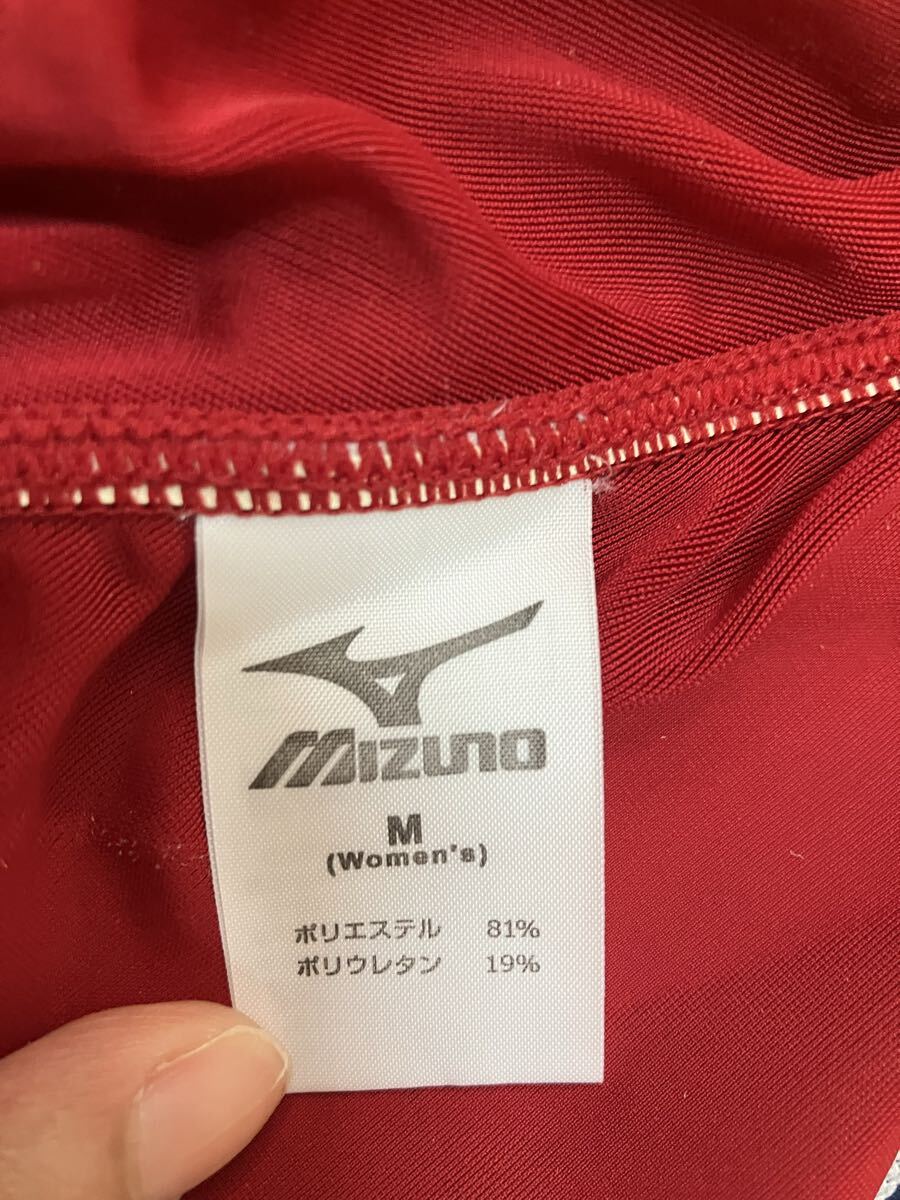 MIZUNO
M
(Women's)
ポリエステル 81%
ポリウレタン 19%